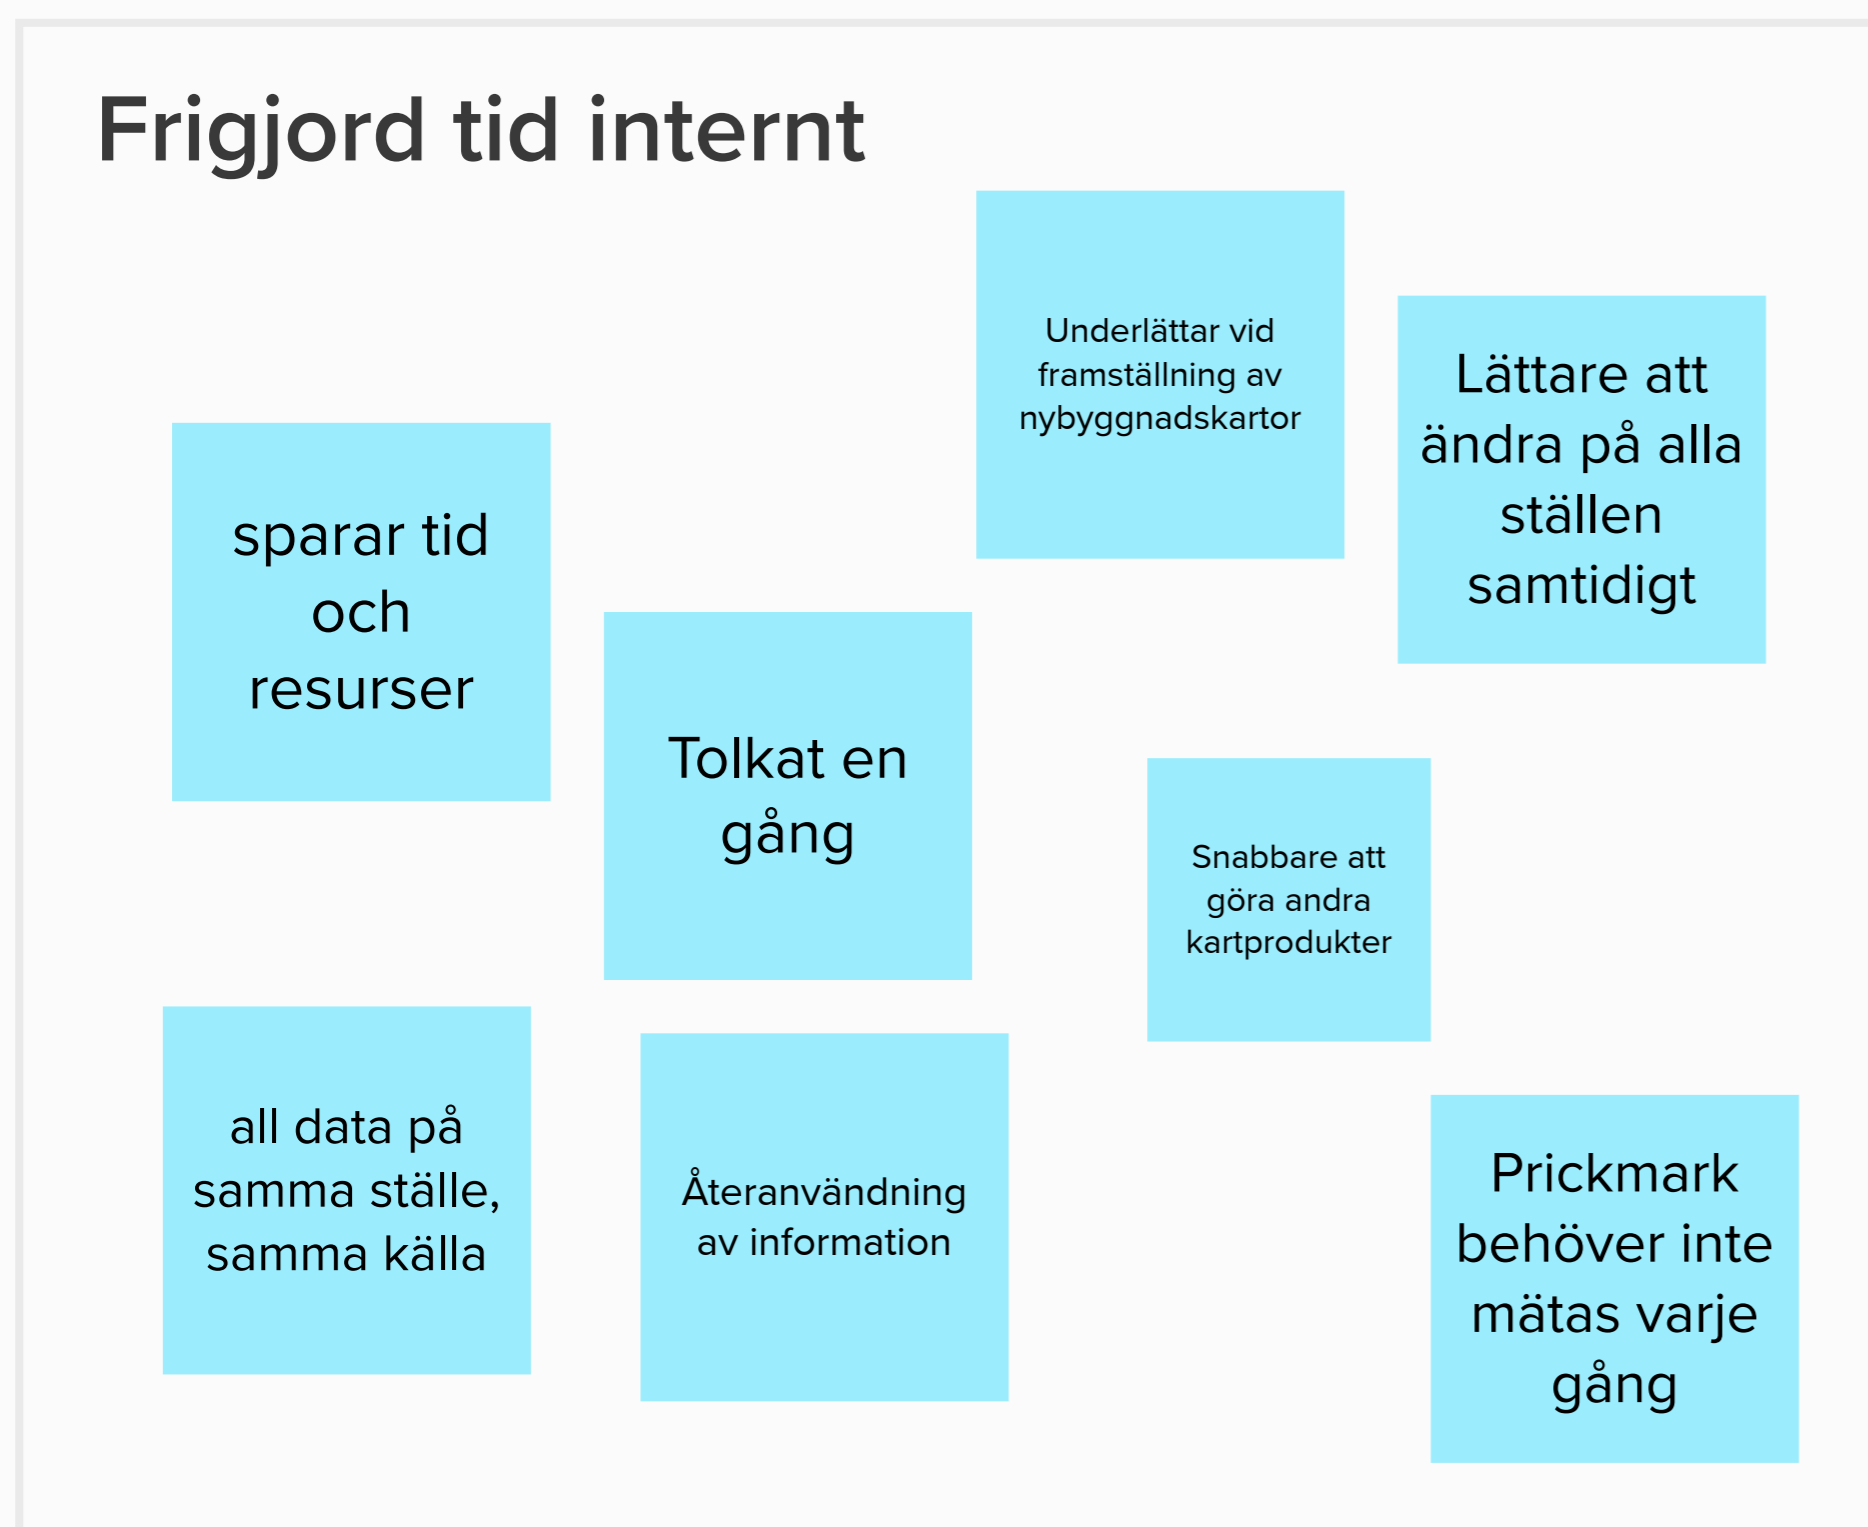 Frigjord tid internt
Underlättar vid
framställning av
nybyggnadskartor
Lättare att
ändra på alla
ställen
samtidigt
sparar tid
och
resurser
Tolkat en
gång
Snabbare att
göra andra
kartprodukter
all data på
samma ställe,
samma källa
Återanvändning
av information
Prickmark
behöver inte
mätas varje
gång